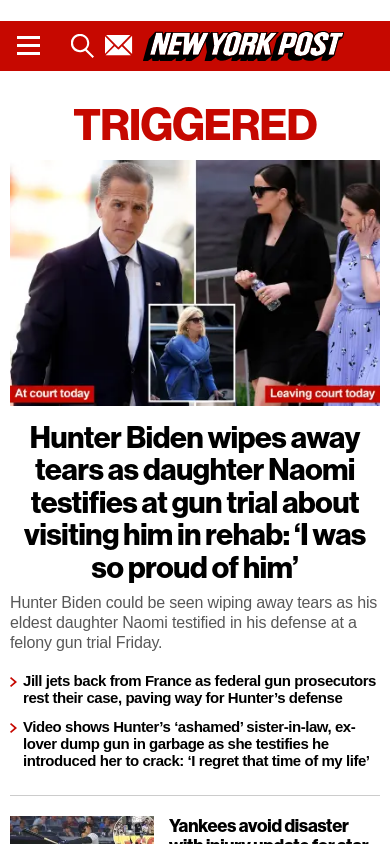 NEW YORK POST
TRIGGERED
At court today
Leaving court today
Hunter Biden wipes away
tears as daughter Naomi
testifies at gun trial about
visiting him in rehab: ‘I was
so proud of him’
Hunter Biden could be seen wiping away tears as his
eldest daughter Naomi testified in his defense at a
felony gun trial Friday.
Jill jets back from France as federal gun prosecutors
rest their case, paving way for Hunter’s defense
Video shows Hunter’s ‘ashamed’ sister-in-law, ex-
lover dump gun in garbage as she testifies he
introduced her to crack: ‘I regret that time of my life’
Yankees avoid disaster
with injury update for star